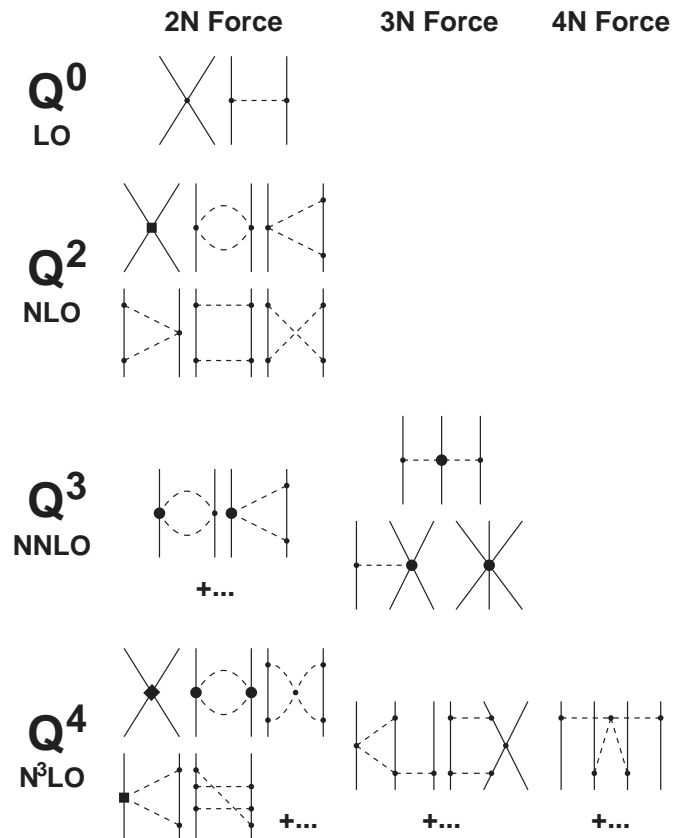 2N Force 3N Force 4N Force
Q⁰
LO
Q²
NLO
Q³
NNLO
+...
Q⁴
N³LO
+... +... +...